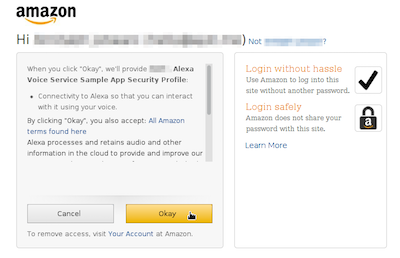 amazon
Hi ) Not ?
When you click "Okay", we'll provide . Alexa
Voice Service Sample App Security Profile:
• Connectivity to Alexa so that you can interact
with it using your voice.
By clicking "Okay", you also accept: All Amazon
terms found here
Alexa processes and retains audio and other
information in the cloud to provide and improve our
Cancel
Okay
To remove access, visit Your Account at Amazon.
Login without hassle
Use Amazon to log into this
site without another password.
Login safely
Amazon does not share your
password with this site.
Learn More